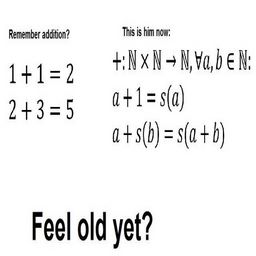 Remember addition?
1 + 1 = 2
2 + 3 = 5
This is him now:
+: ℕ × ℕ → ℕ, ∀a, b ∈ ℕ:
a + 1 = s(a)
a + s(b) = s(a + b)
Feel old yet?